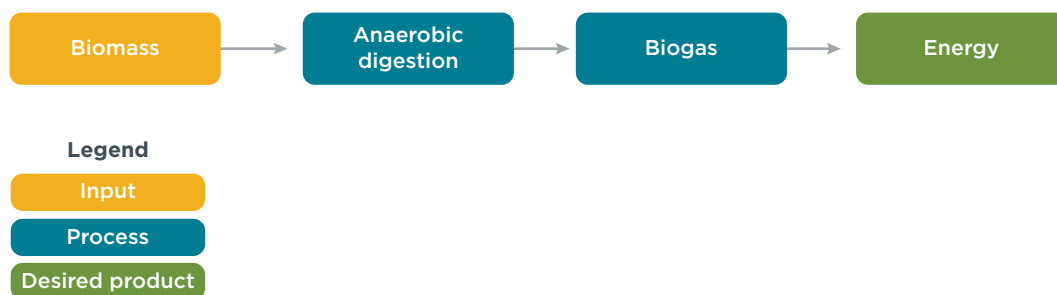 Biomass
Anaerobic
digestion
Biogas
Energy
Legend
Input
Process
Desired product